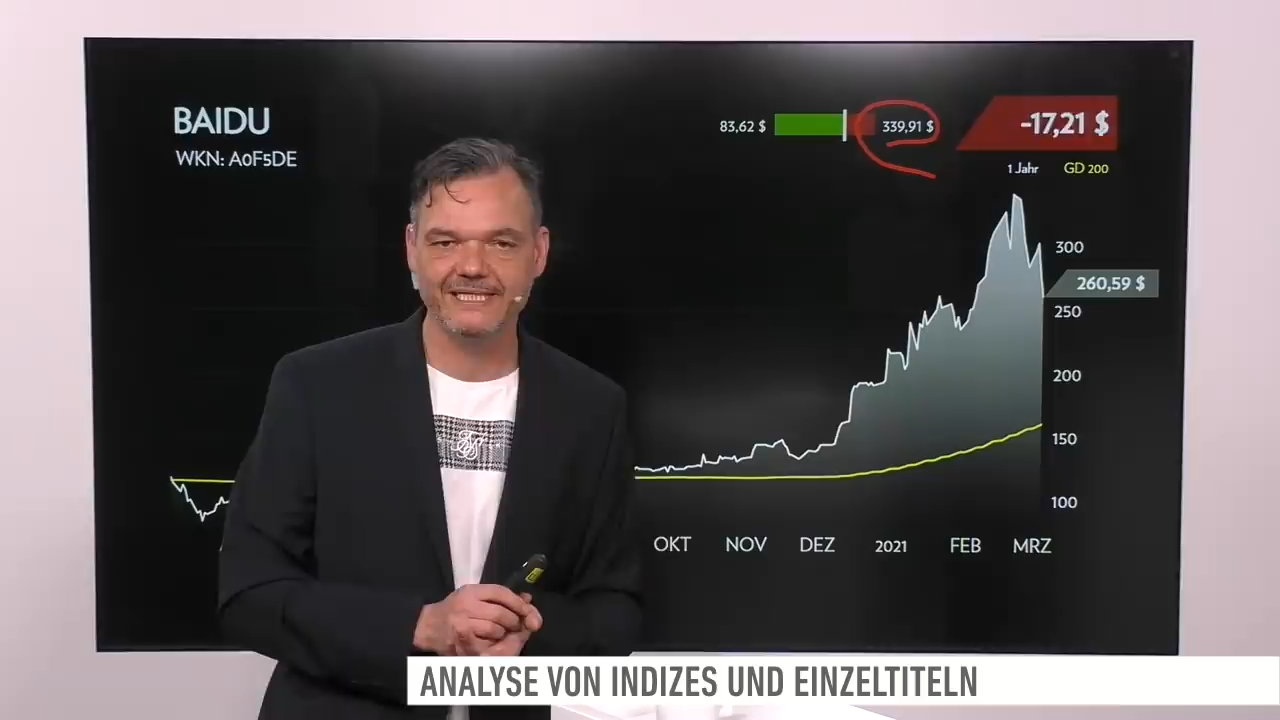 BAIDU
WKN: A0F5DE
83,62 $
339,91 $
-17,21 $
1 Jahr
GD 200
300
260,59 $
250
200
150
100
OKT NOV DEZ 2021 FEB MRZ
ANALYSE VON INDIZES UND EINZELTITELN